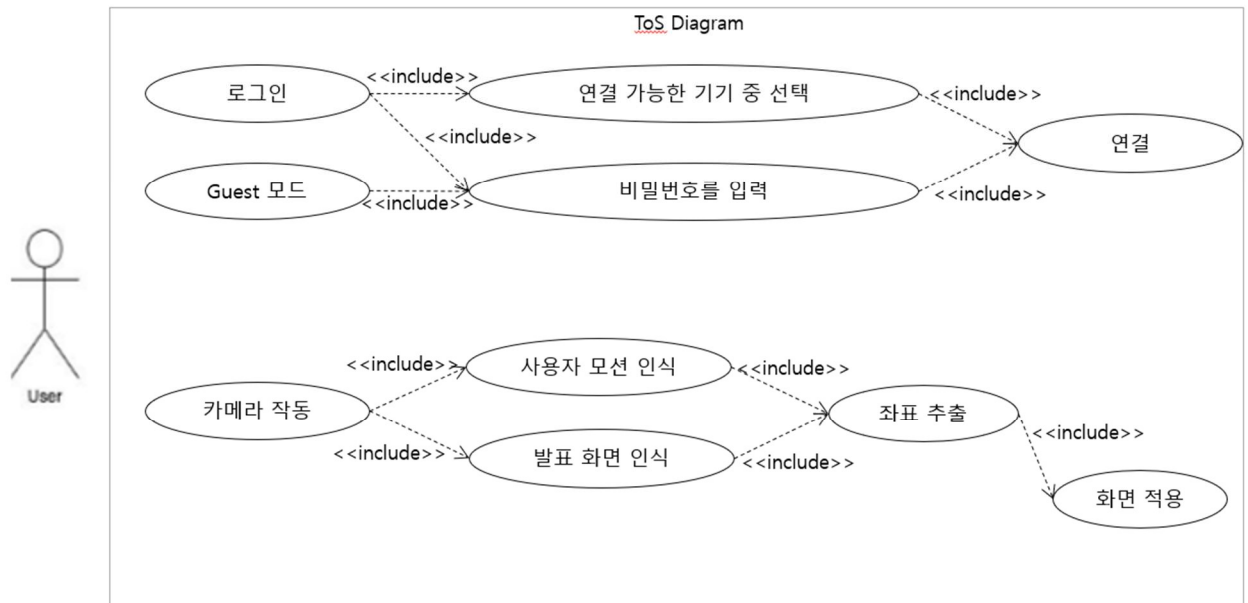 ToS Diagram
로그인
<<include>>
연결 가능한 기기 중 선택
<<include>>
<<include>>
연결
Guest 모드
<<include>>
비밀번호를 입력
<<include>>
User
카메라 작동
<<include>>
사용자 모션 인식
<<include>>
<<include>>
발표 화면 인식
<<include>>
좌표 추출
<<include>>
화면 적용